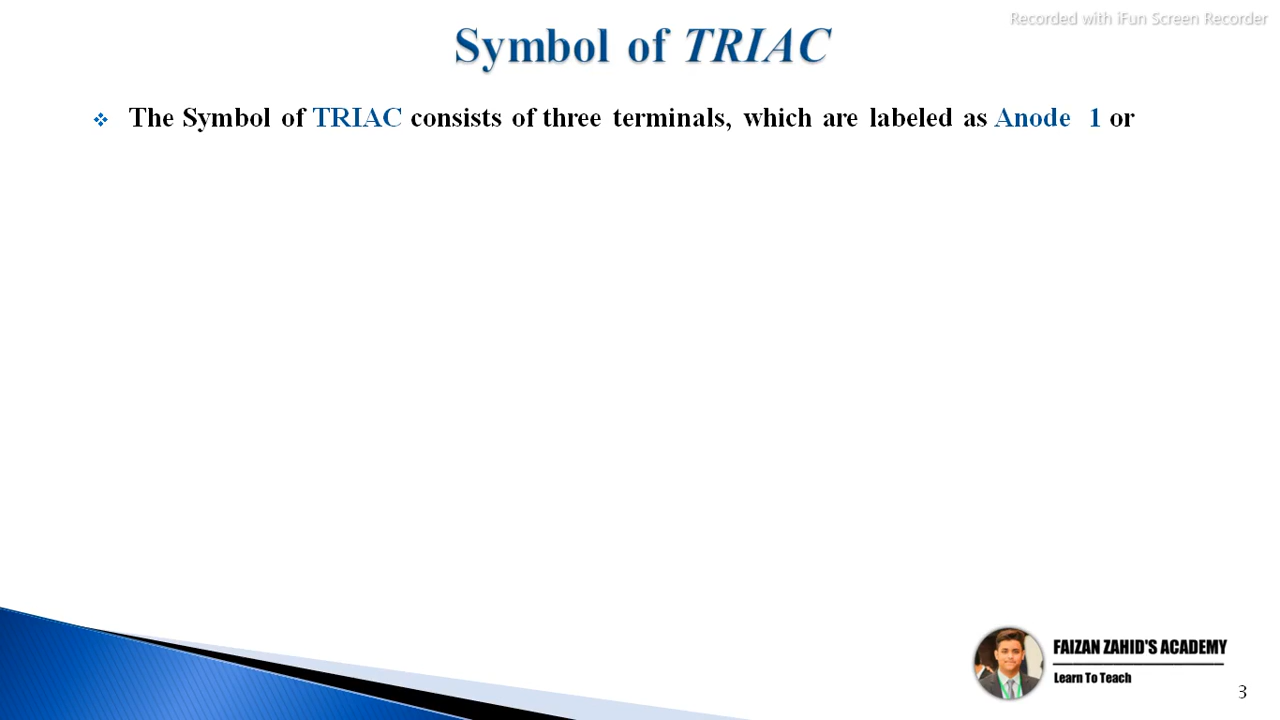 Recorded with iFun Screen Recorder
Symbol of TRIAC
The Symbol of TRIAC consists of three terminals, which are labeled as Anode 1 or
FAIZAN ZAHID'S ACADEMY
Learn To Teach
3